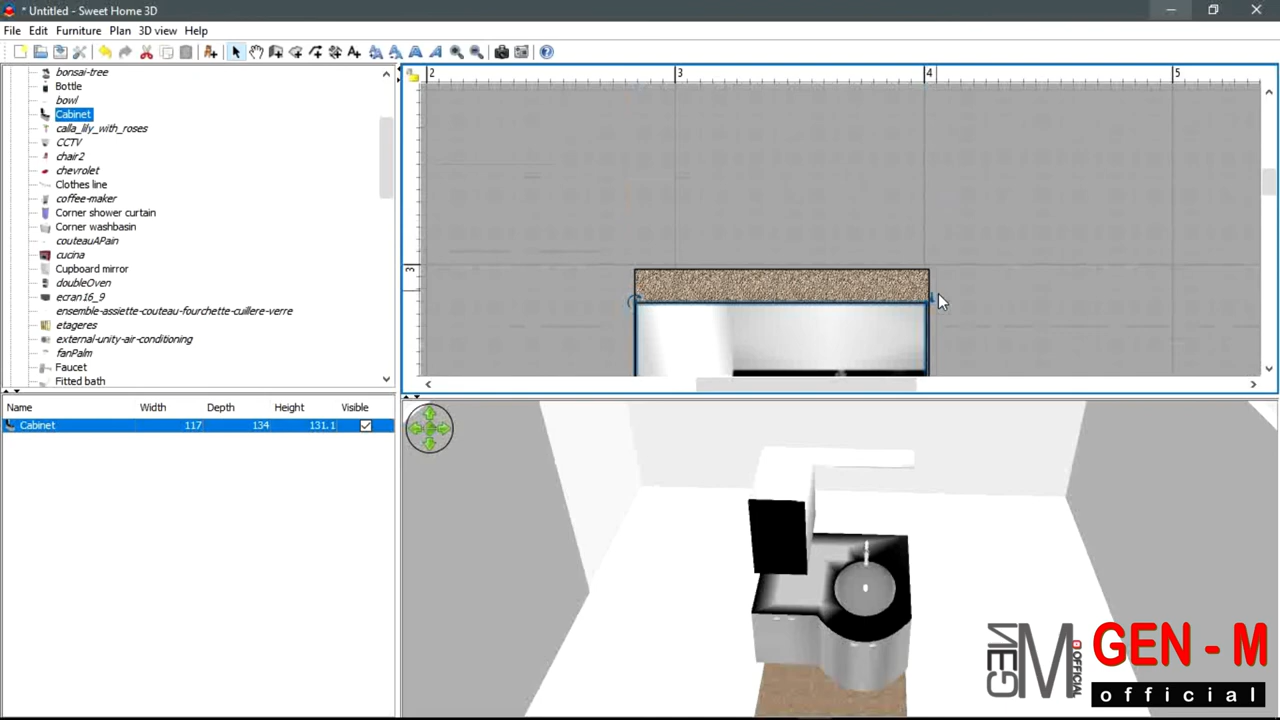 * Untitled - Sweet Home 3D
File Edit Furniture Plan 3D view Help
bonsai-tree
Bottle
bowl
Cabinet
calla_lily_with_roses
CCTV
chair2
chevrolet
Clothes line
coffee-maker
Corner shower curtain
Corner washbasin
couteauAPain
cucina
Cupboard mirror
doubleOven
ecran16_9
ensemble-assiette-couteau-fourchette-cuillere-verre
etageres
external-unity-air-conditioning
fanPalm
Faucet
Fitted bath
2 3 4 5
3
Name Width Depth Height Visible
Cabinet 117 134 131.1
GEN M OFFICIAL
GEN - M
official